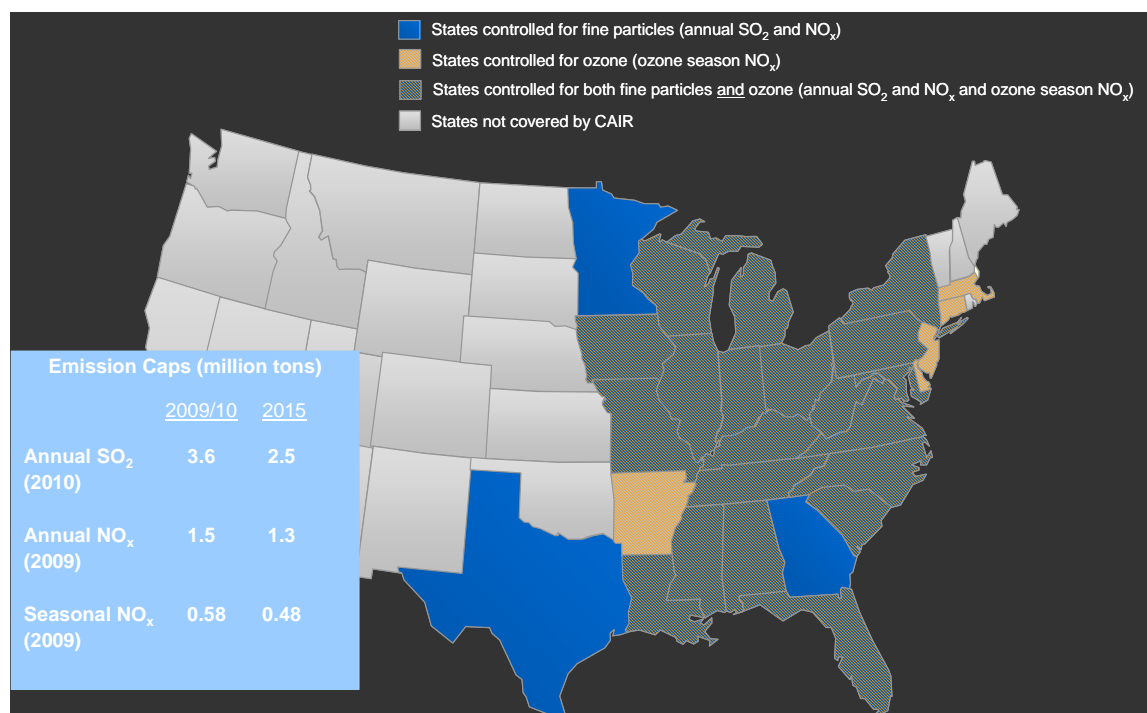 States controlled for fine particles (annual SO₂ and NOₓ)
States controlled for ozone (ozone season NOₓ)
States controlled for both fine particles and ozone (annual SO₂ and NOₓ and ozone season NOₓ)
States not covered by CAIR
Emission Caps (million tons)
2009/10 2015
Annual SO₂ 3.6 2.5
(2010)
Annual NOₓ 1.5 1.3
(2009)
Seasonal NOₓ 0.58 0.48
(2009)